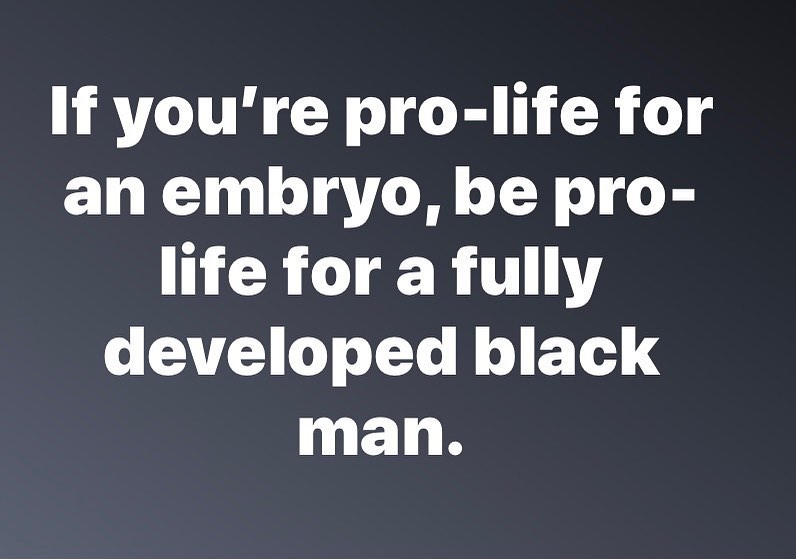 If you’re pro-life for
an embryo, be pro-
life for a fully
developed black
man.